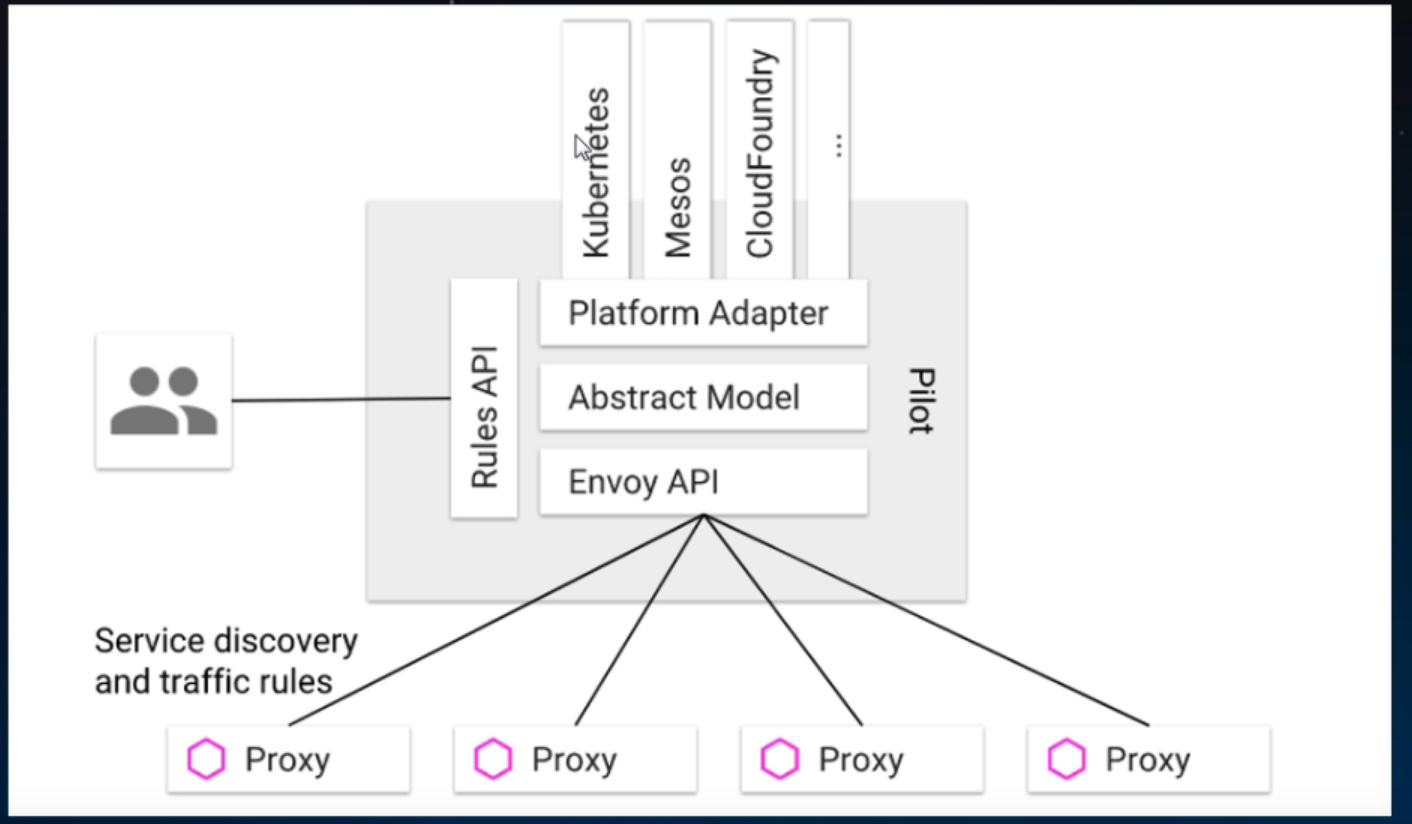 Kubernetes
Mesos
CloudFoundry
...
Platform Adapter
Rules API
Abstract Model
Pilot
Envoy API
Service discovery
and traffic rules
Proxy
Proxy
Proxy
Proxy